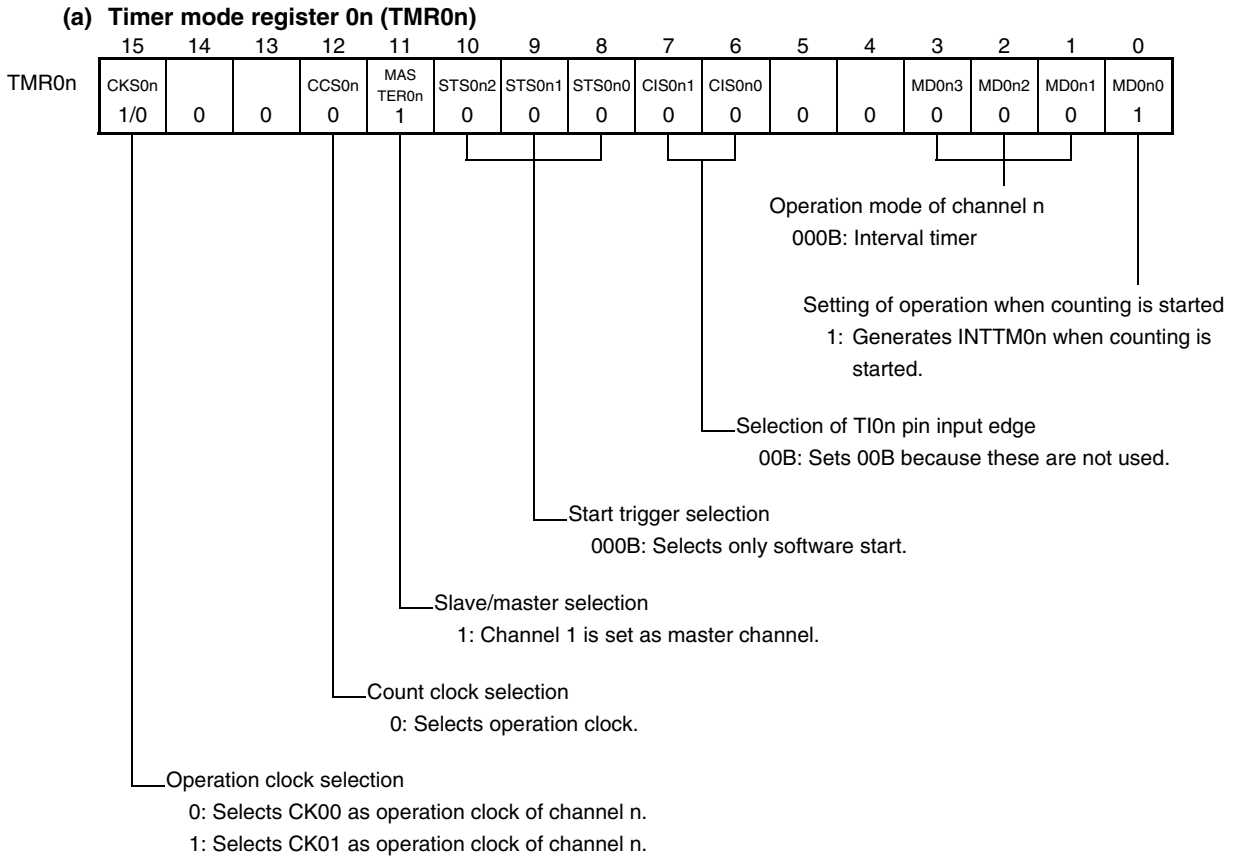 (a) Timer mode register 0n (TMR0n)
15 14 13 12 11 10 9 8 7 6 5 4 3 2 1 0
TMR0n
CKS0n CCS0n MAS TER0n STS0n2 STS0n1 STS0n0 CIS0n1 CIS0n0 MD0n3 MD0n2 MD0n1 MD0n0
1/0 0 0 0 1 0 0 0 0 0 0 0 0 0 0 1
Operation mode of channel n
000B: Interval timer
Setting of operation when counting is started
1: Generates INTTM0n when counting is
started.
Selection of TI0n pin input edge
00B: Sets 00B because these are not used.
Start trigger selection
000B: Selects only software start.
Slave/master selection
1: Channel 1 is set as master channel.
Count clock selection
0: Selects operation clock.
Operation clock selection
0: Selects CK00 as operation clock of channel n.
1: Selects CK01 as operation clock of channel n.